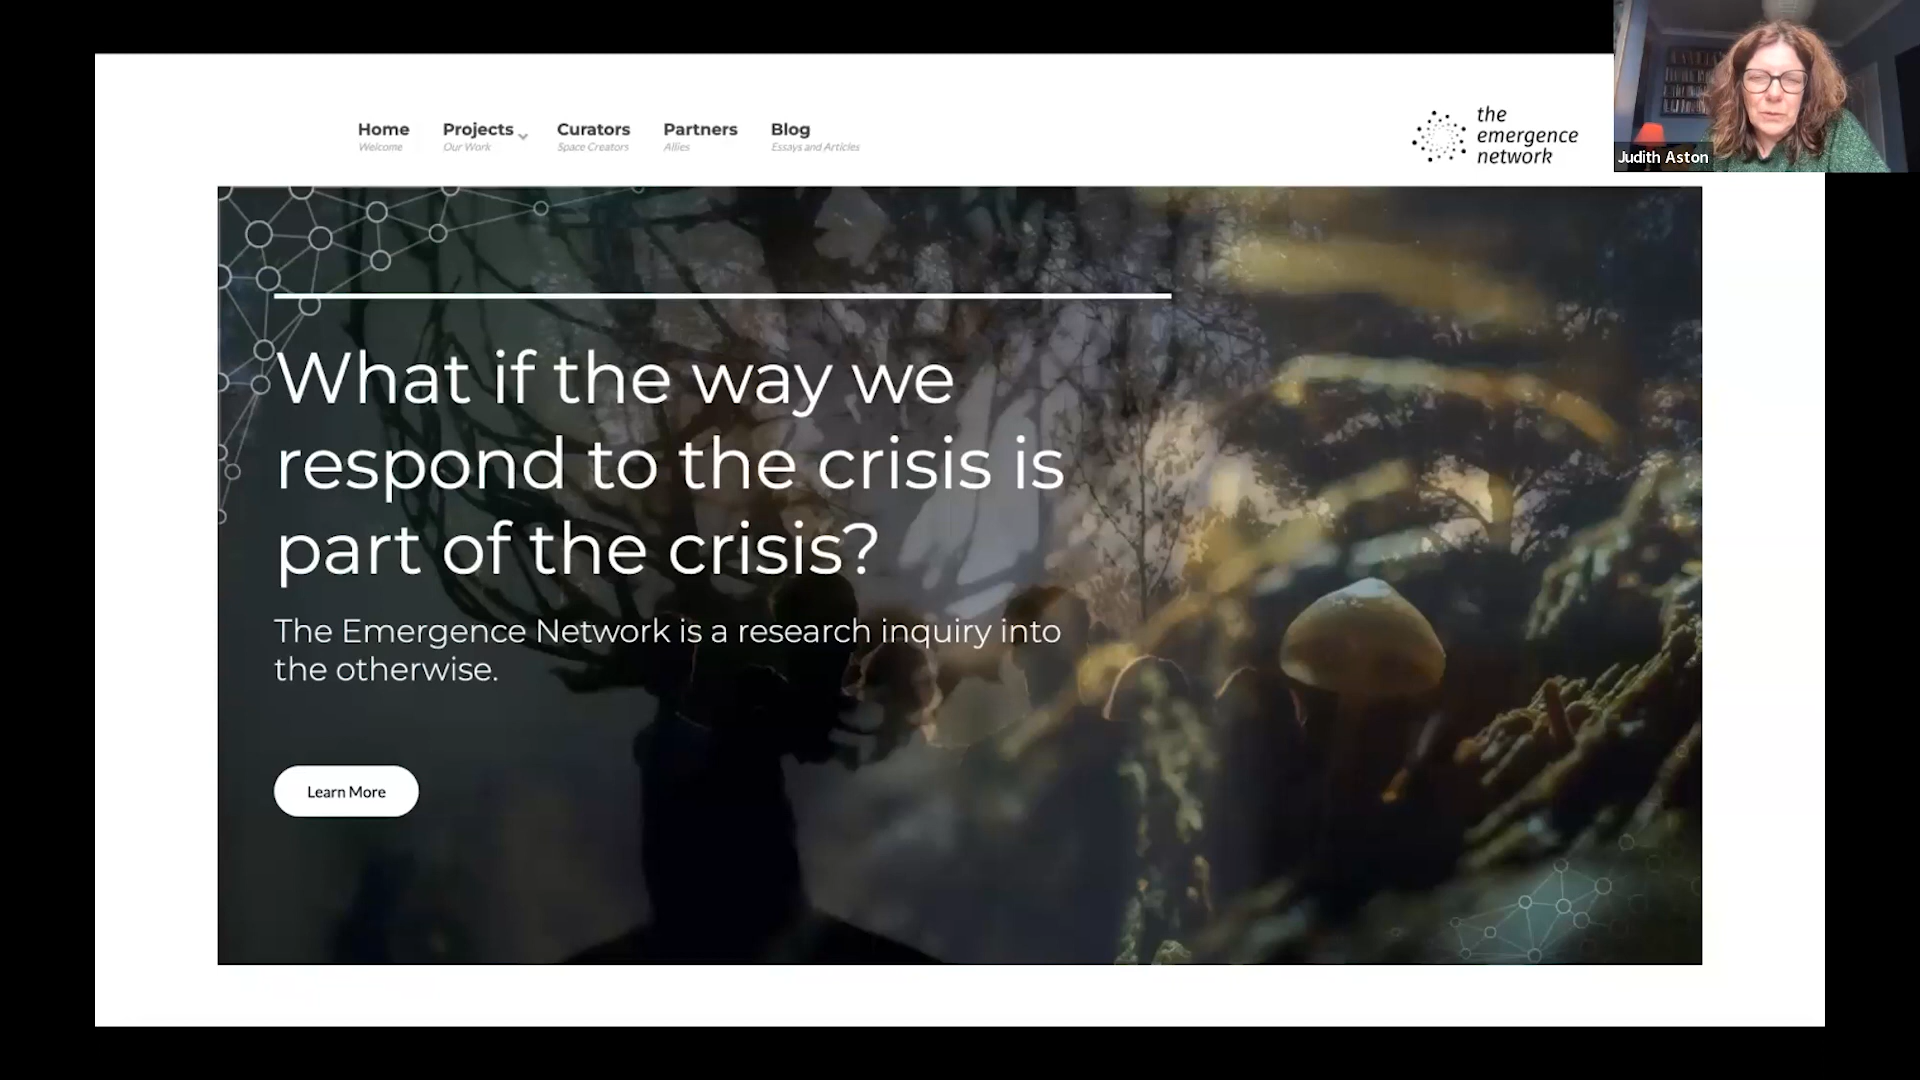 Home
Welcome
Projects
Our Work
Curators
Space Creators
Partners
Allies
Blog
Essays and Articles
the
emergence
network
Judith Aston
What if the way we
respond to the crisis is
part of the crisis?
The Emergence Network is a research inquiry into
the otherwise.
Learn More